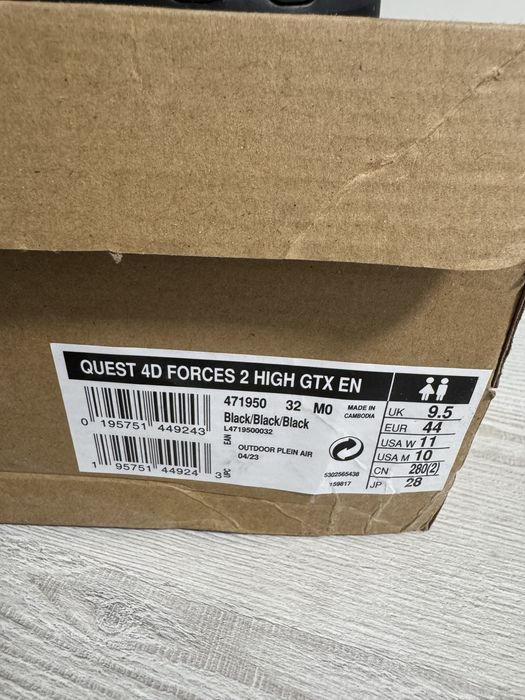 QUEST 4D FORCES 2 HIGH GTX EN
0 195751 449243
EAN
1 95751 44924 3
UPC
471950 32 M0
Black/Black/Black
L4719500032
OUTDOOR PLEIN AIR
04/23
MADE IN
CAMBODIA
5302565438
159817
UK 9.5
EUR 44
USA W 11
USA M 10
CN 280(2)
JP 28